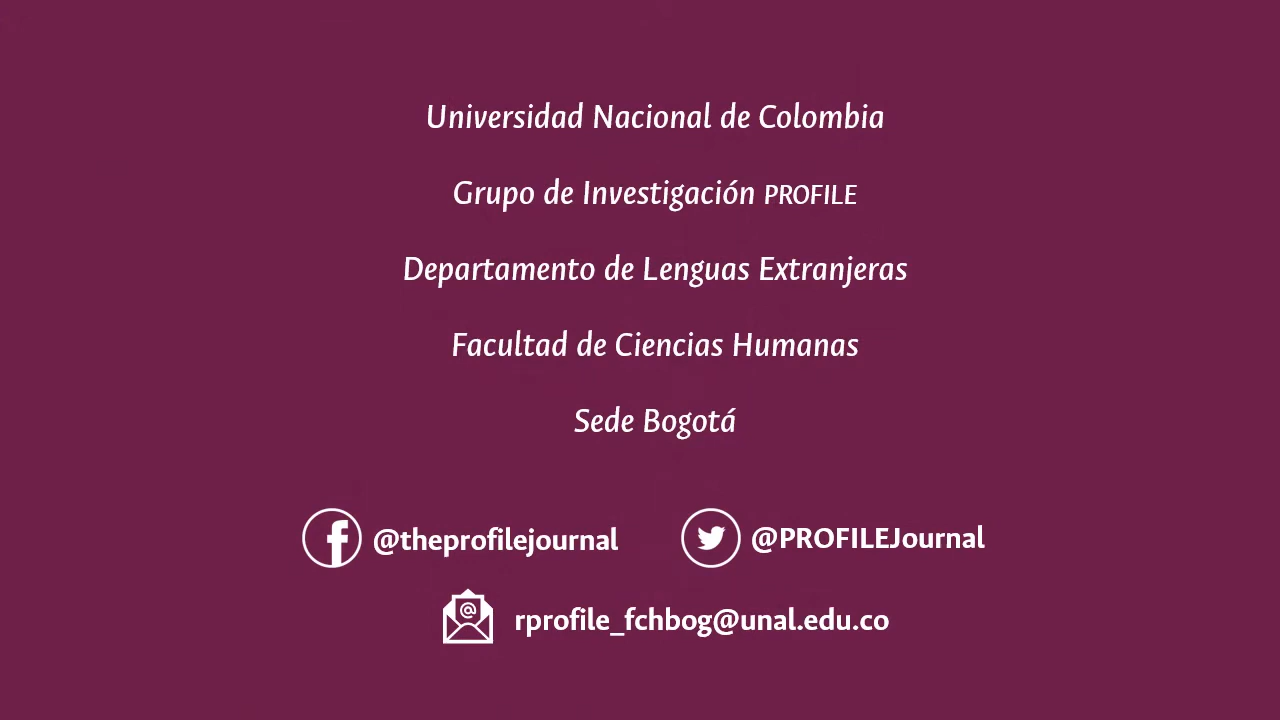 Universidad Nacional de Colombia
Grupo de Investigación PROFILE
Departamento de Lenguas Extranjeras
Facultad de Ciencias Humanas
Sede Bogotá
@theprofilejournal @PROFILEJournal
rprofile_fchbog@unal.edu.co